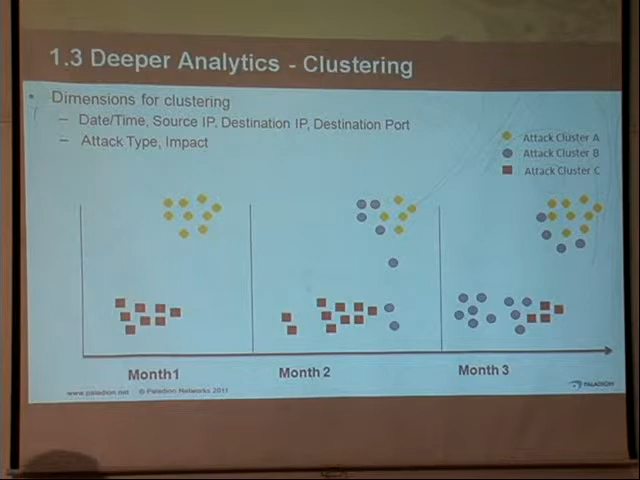 1.3 Deeper Analytics - Clustering
• Dimensions for clustering
– Date/Time, Source IP, Destination IP, Destination Port
– Attack Type, Impact
Attack Cluster A
Attack Cluster B
Attack Cluster C
Month1
Month 2
Month 3
www.paladion.net © Paladion Networks 2011
PALADION